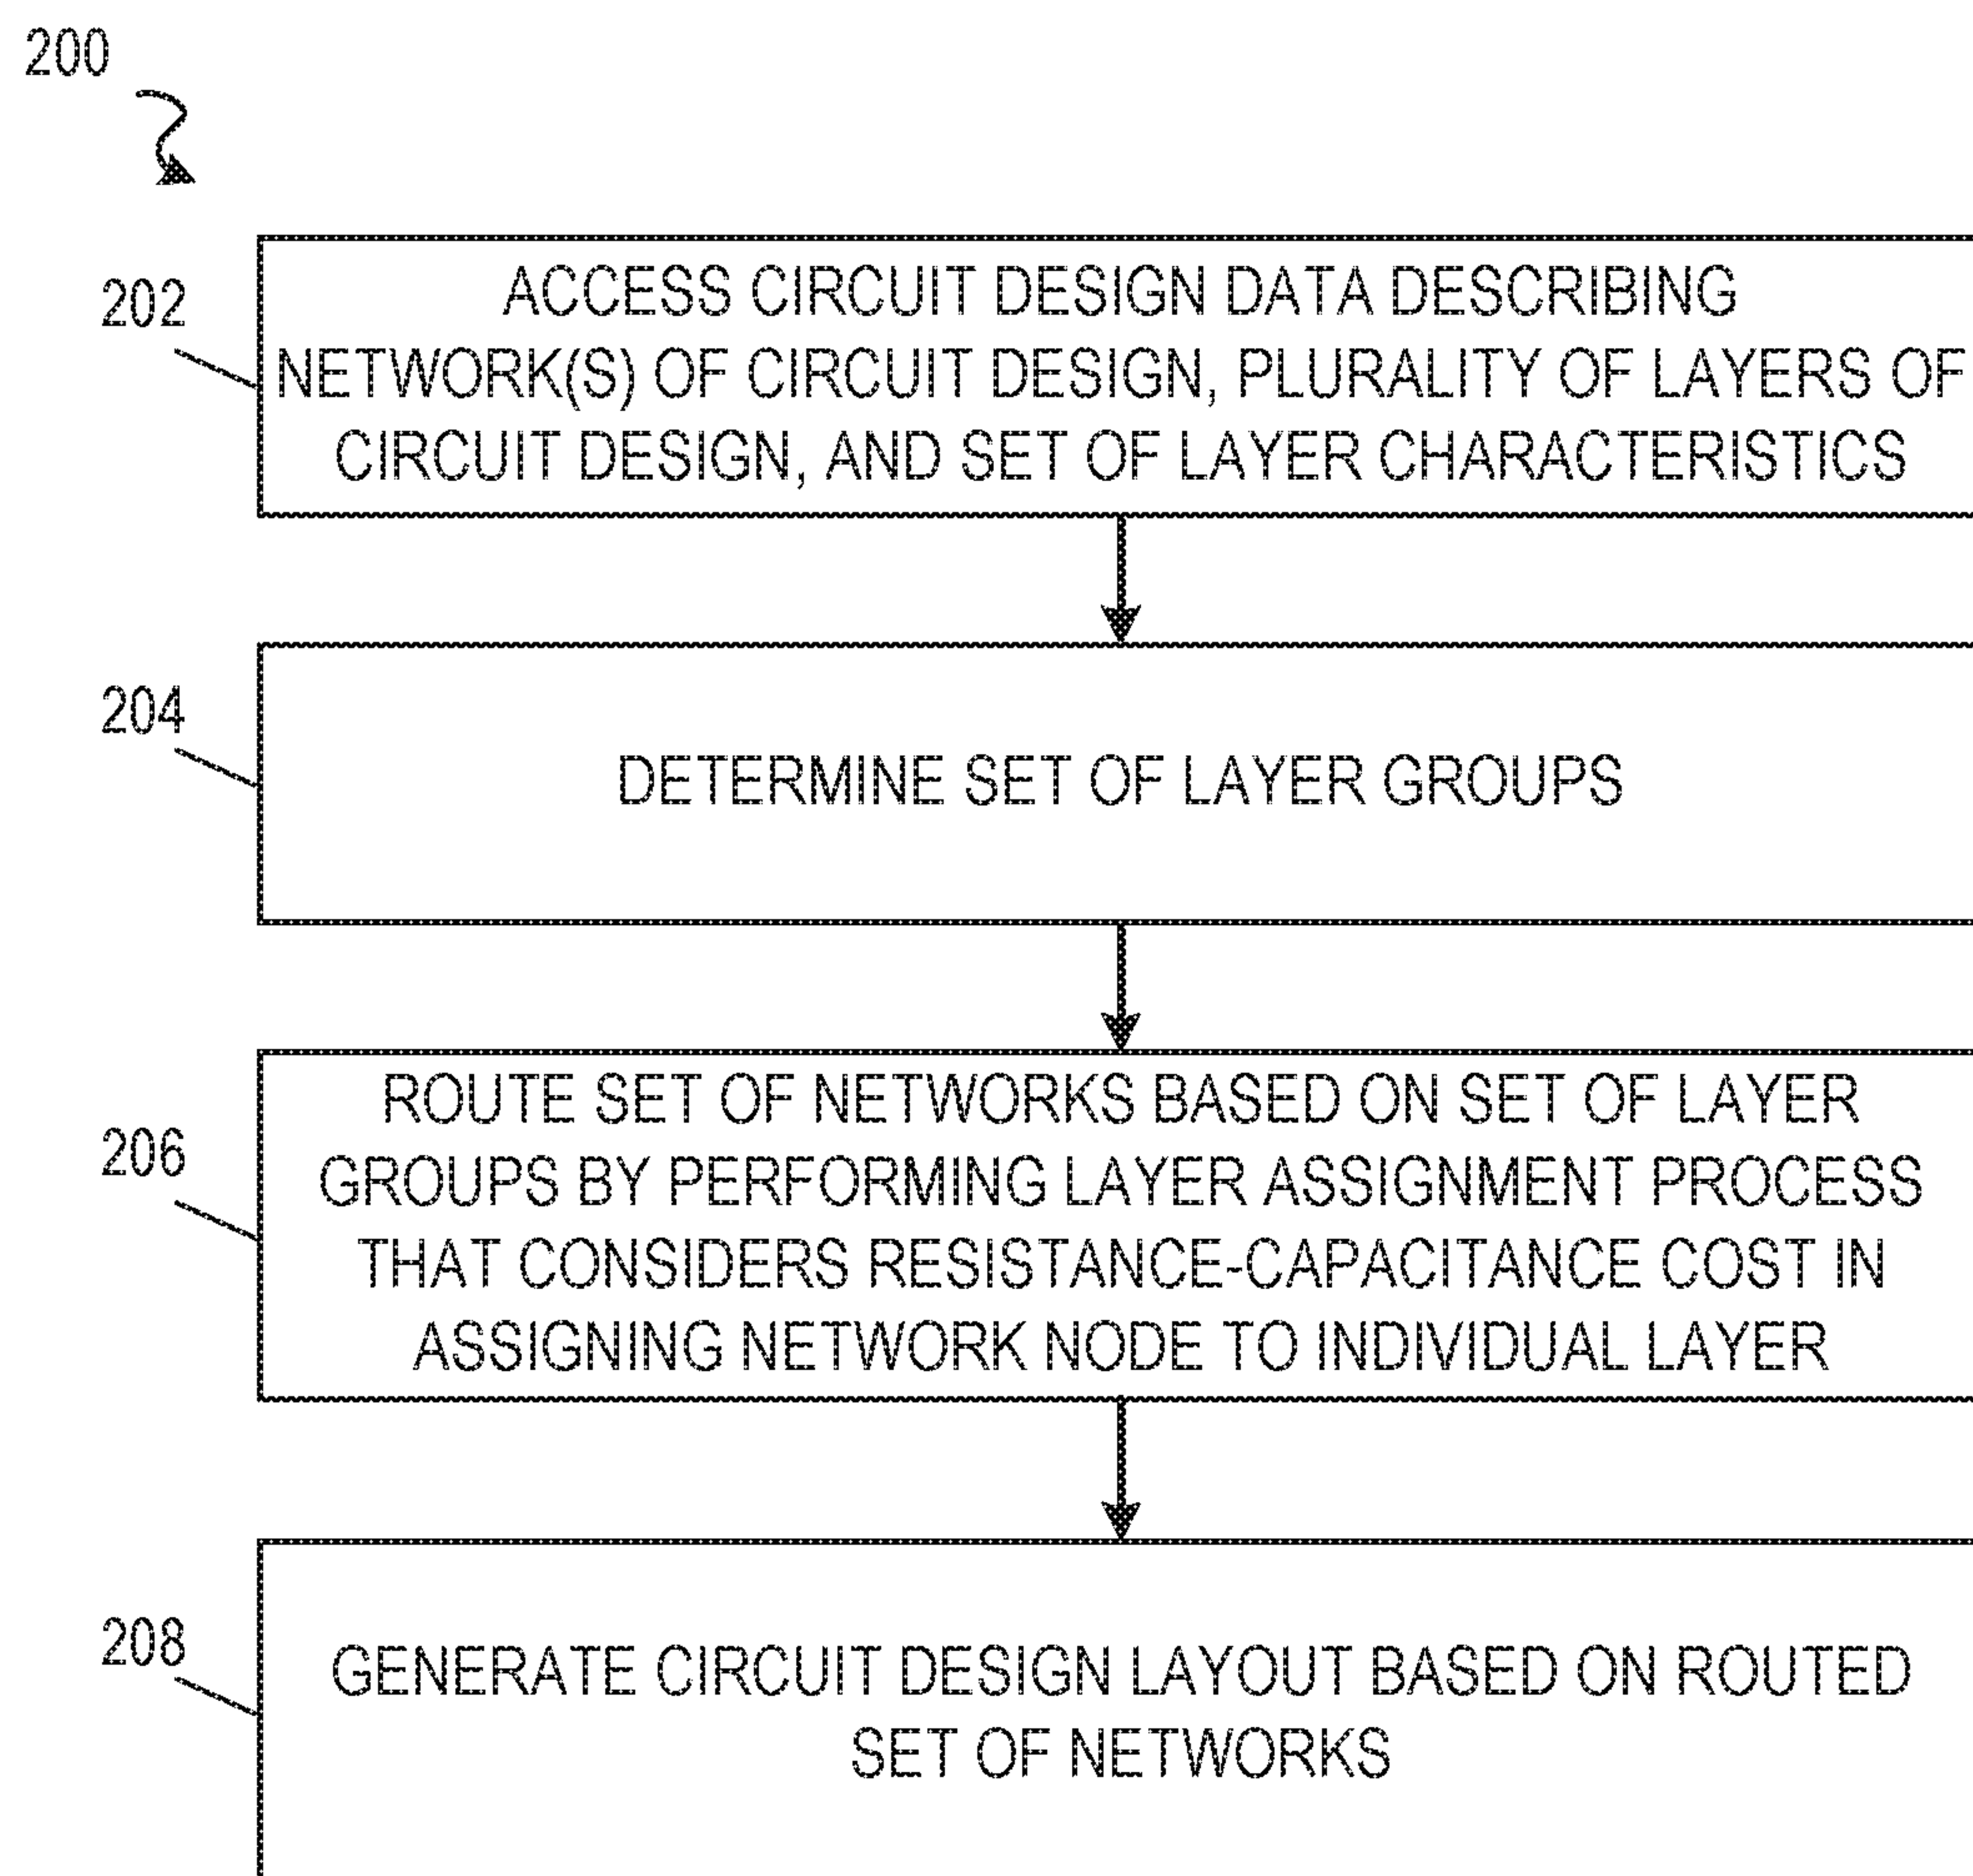 200
202
ACCESS CIRCUIT DESIGN DATA DESCRIBING
NETWORK(S) OF CIRCUIT DESIGN, PLURALITY OF LAYERS OF
CIRCUIT DESIGN, AND SET OF LAYER CHARACTERISTICS
204
DETERMINE SET OF LAYER GROUPS
206
ROUTE SET OF NETWORKS BASED ON SET OF LAYER
GROUPS BY PERFORMING LAYER ASSIGNMENT PROCESS
THAT CONSIDERS RESISTANCE-CAPACITANCE COST IN
ASSIGNING NETWORK NODE TO INDIVIDUAL LAYER
208
GENERATE CIRCUIT DESIGN LAYOUT BASED ON ROUTED
SET OF NETWORKS